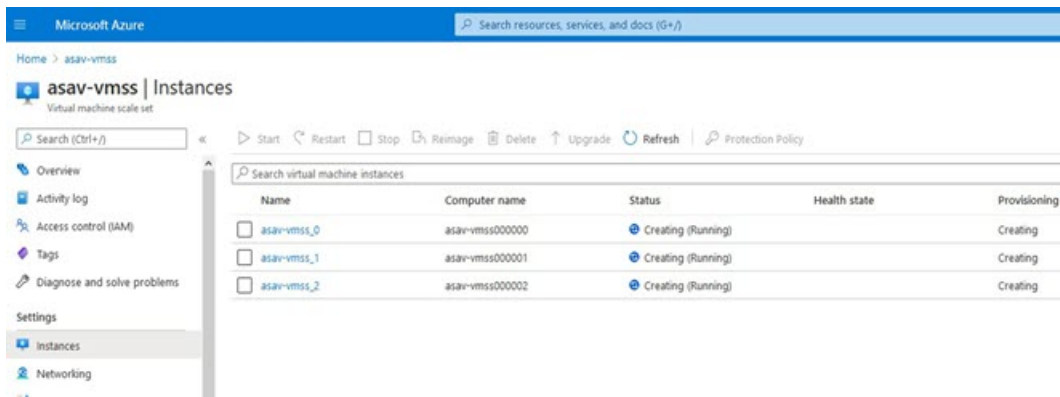 Microsoft Azure
Search resources, services, and docs (G+/)
Home > asav-vmss
asav-vmss | Instances
Virtual machine scale set
Search (Ctrl+/)
«
Start Restart Stop Reimage Delete Upgrade Refresh Protection Policy
Overview
Activity log
Access control (IAM)
Tags
Diagnose and solve problems
Settings
Instances
Networking
Search virtual machine instances
Name Computer name Status Health state Provisioning
asav-vmss_0 asav-vmss000000 Creating (Running) Creating
asav-vmss_1 asav-vmss000001 Creating (Running) Creating
asav-vmss_2 asav-vmss000002 Creating (Running) Creating